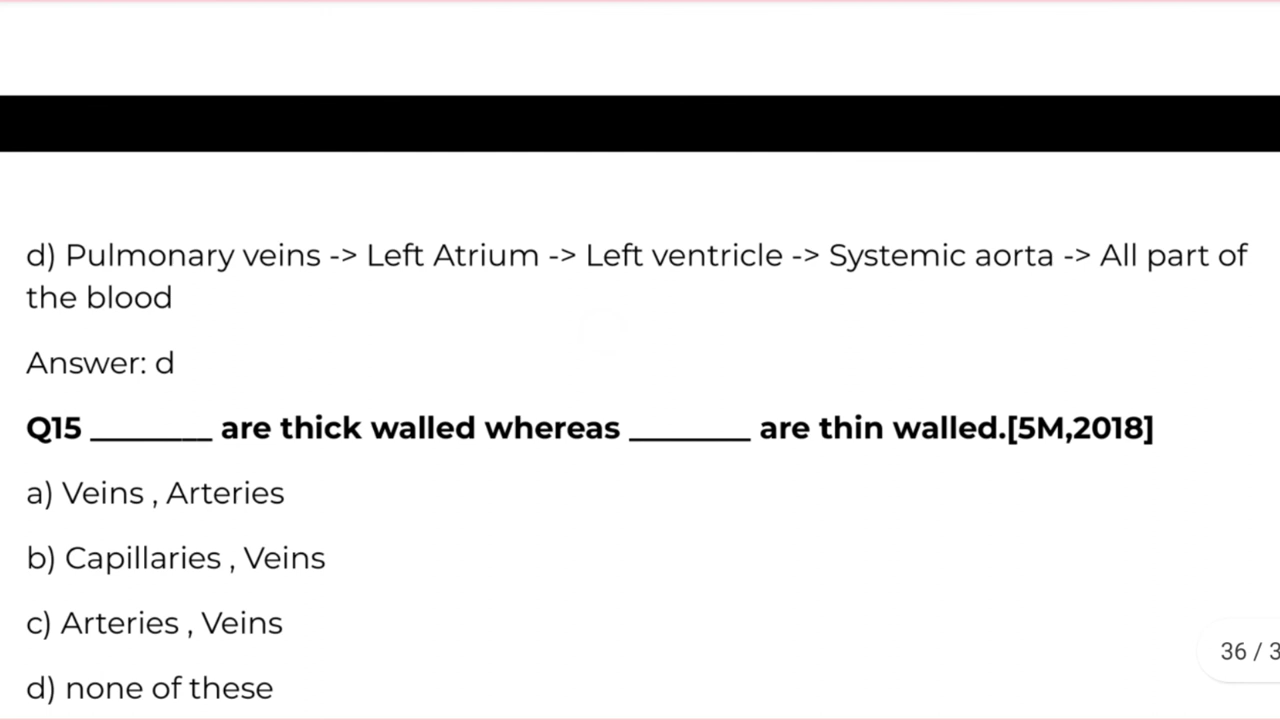 d) Pulmonary veins -> Left Atrium -> Left ventricle -> Systemic aorta -> All part of
the blood
Answer: d
Q15 ________ are thick walled whereas ________ are thin walled.[5M,2018]
a) Veins , Arteries
b) Capillaries , Veins
c) Arteries , Veins
36 / 3
d) none of these